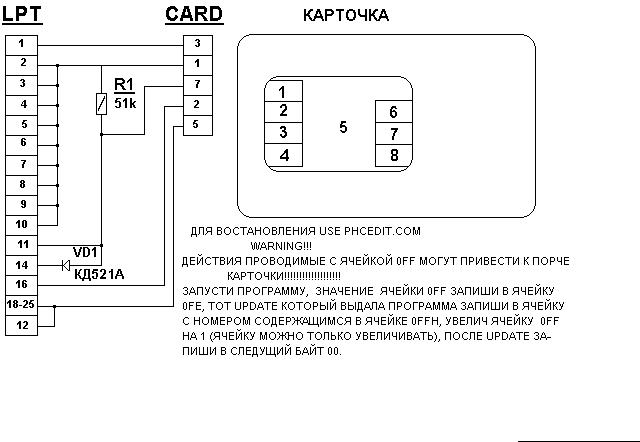 LPT
CARD
КАРТОЧКА
1
2
3
4
5
6
7
8
9
10
11
14
16
18-25
12
R1
51k
VD1
КД521А
3
1
7
2
5
1
2
3
4
5
6
7
8
ДЛЯ ВОСТАНОВЛЕНИЯ USE PHCEDIT.COM
WARNING!!!
ДЕЙСТВИЯ ПРОВОДИМЫЕ С ЯЧЕЙКОЙ 0FF МОГУТ ПРИВЕСТИ К ПОРЧЕ
КАРТОЧКИ!!!!!!!!!!!!!!!!!!!
ЗАПУСТИ ПРОГРАММУ, ЗНАЧЕНИЕ ЯЧЕЙКИ 0FF ЗАПИШИ В ЯЧЕЙКУ
0FE, ТОТ UPDATE КОТОРЫЙ ВЫДАЛА ПРОГРАММА ЗАПИШИ В ЯЧЕЙКУ
С НОМЕРОМ СОДЕРЖАЩИМСЯ В ЯЧЕЙКЕ 0FFH, УВЕЛИЧ ЯЧЕЙКУ 0FF
НА 1 (ЯЧЕЙКУ МОЖНО ТОЛЬКО УВЕЛИЧИВАТЬ), ПОСЛЕ UPDATE ЗА-
ПИШИ В СЛЕДУЩИЙ БАЙТ 00.